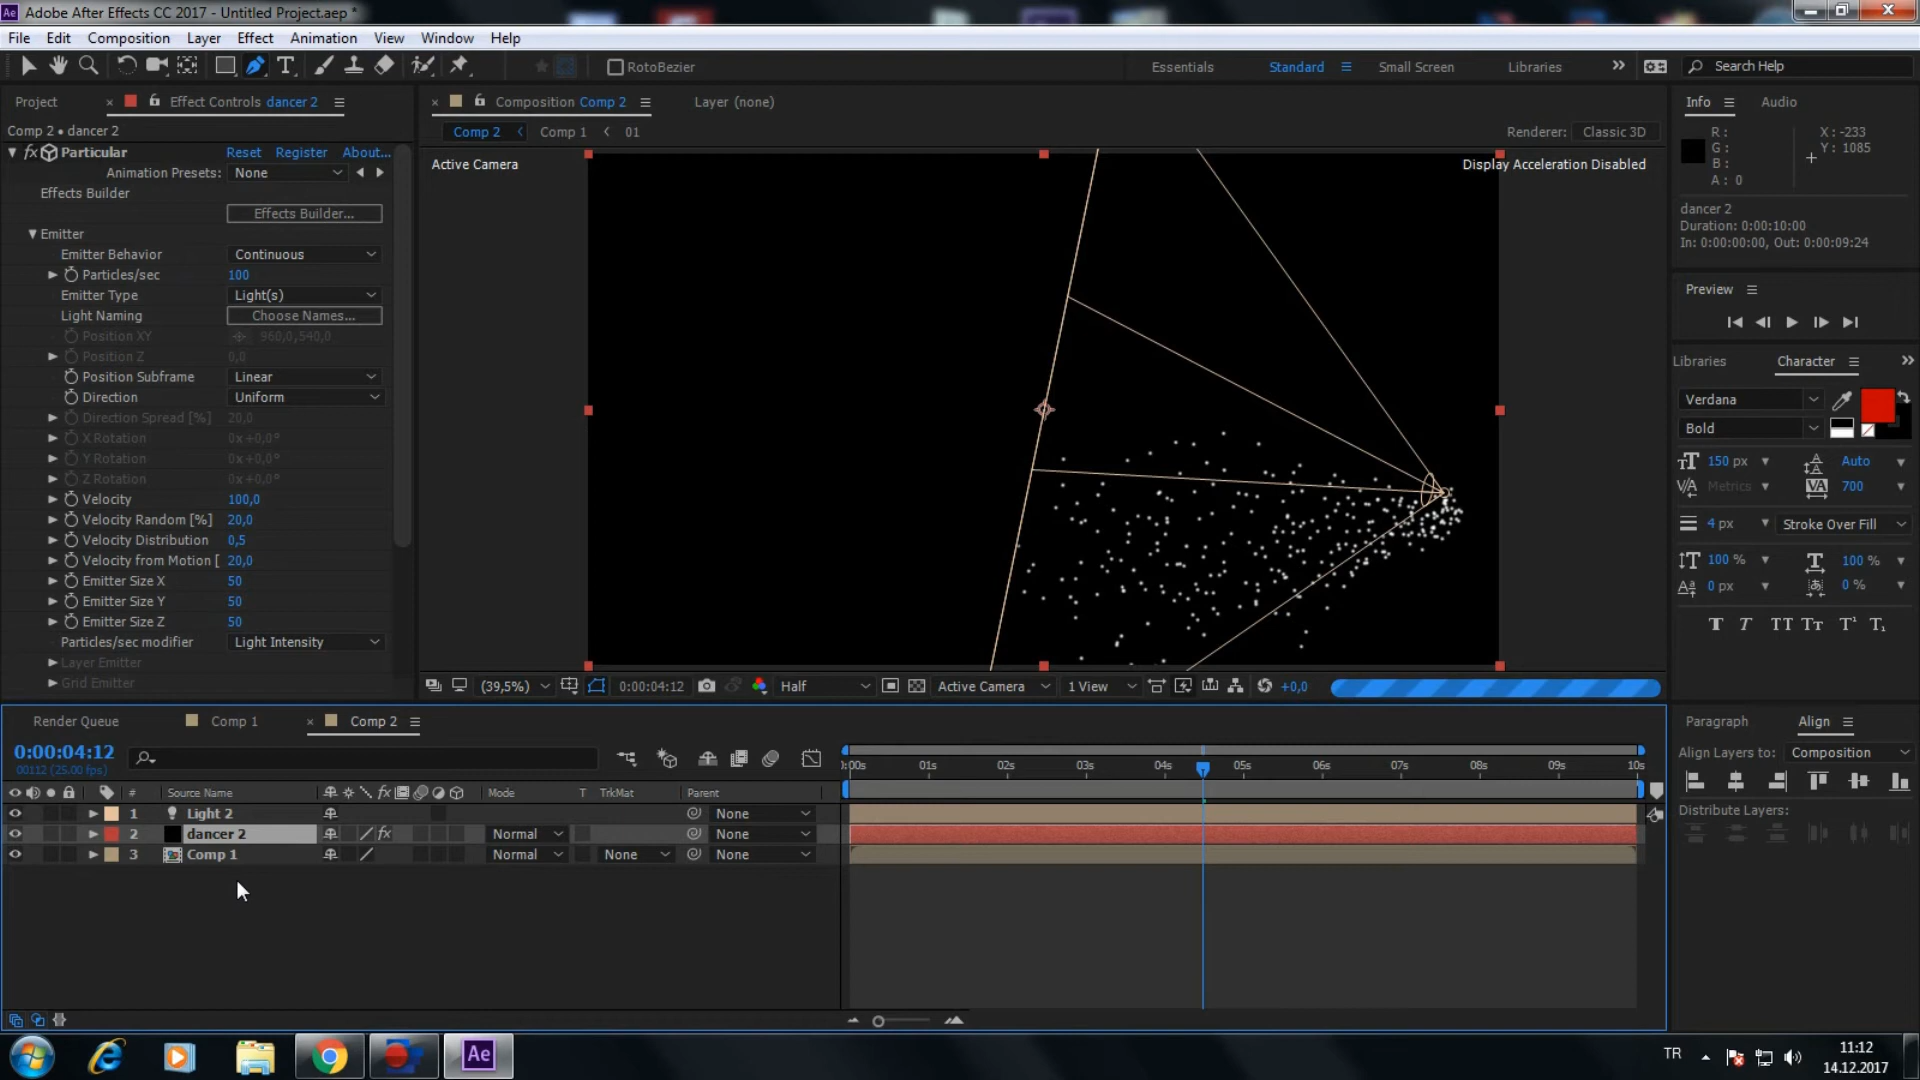 Adobe After Effects CC 2017 - Untitled Project.aep *
File Edit Composition Layer Effect Animation View Window Help
RotoBezier
Essentials Standard Small Screen Libraries Search Help
Project Effect Controls dancer 2
Composition Comp 2 Layer (none)
Info Audio
Comp 2 • dancer 2
Comp 2 Comp 1 01
Renderer: Classic 3D
R: X: -233
G: Y: 1085
B:
A: 0
fx Particular Reset Register About...
Active Camera
Display Acceleration Disabled
Animation Presets: None
Effects Builder
Effects Builder...
dancer 2
Duration: 0:00:10:00
In: 0:00:00:00, Out: 0:00:09:24
Emitter
Emitter Behavior Continuous
Particles/sec 100
Emitter Type Light(s)
Light Naming Choose Names...
Position XY 960,0,540,0
Position Z 0,0
Position Subframe Linear
Direction Uniform
Direction Spread [%] 20,0
X Rotation 0x+0,0°
Y Rotation 0x+0,0°
Z Rotation 0x+0,0°
Velocity 100,0
Velocity Random [%] 20,0
Velocity Distribution 0,5
Velocity from Motion [ 20,0
Emitter Size X 50
Emitter Size Y 50
Emitter Size Z 50
Particles/sec modifier Light Intensity
Layer Emitter
Grid Emitter
Preview
Libraries Character
Verdana
Bold
150 px Auto
Metrics 700
4 px Stroke Over Fill
100 % 100 %
0 px 0 %
(39,5%) 0:00:04:12 Half Active Camera 1 View +0,0
Render Queue Comp 1 Comp 2
Paragraph Align
0:00:04:12
00112 (25.00 fps)
Align Layers to: Composition
Distribute Layers:
:00s 01s 02s 03s 04s 05s 06s 07s 08s 09s 10s
# Source Name fx Mode T TrkMat Parent
1 Light 2 None
2 dancer 2 fx Normal None
3 Comp 1 Normal None None
Ae
TR
11:12
14.12.2017